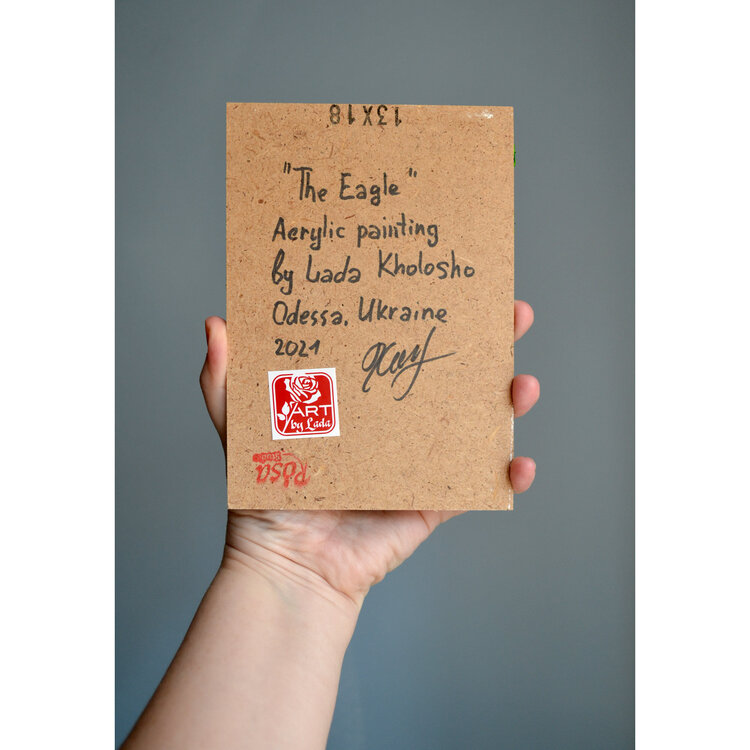 13X18
"The Eagle"
Acrylic painting
by Lada Kholosho
Odessa, Ukraine
2021
ART
by Lada
Rosa